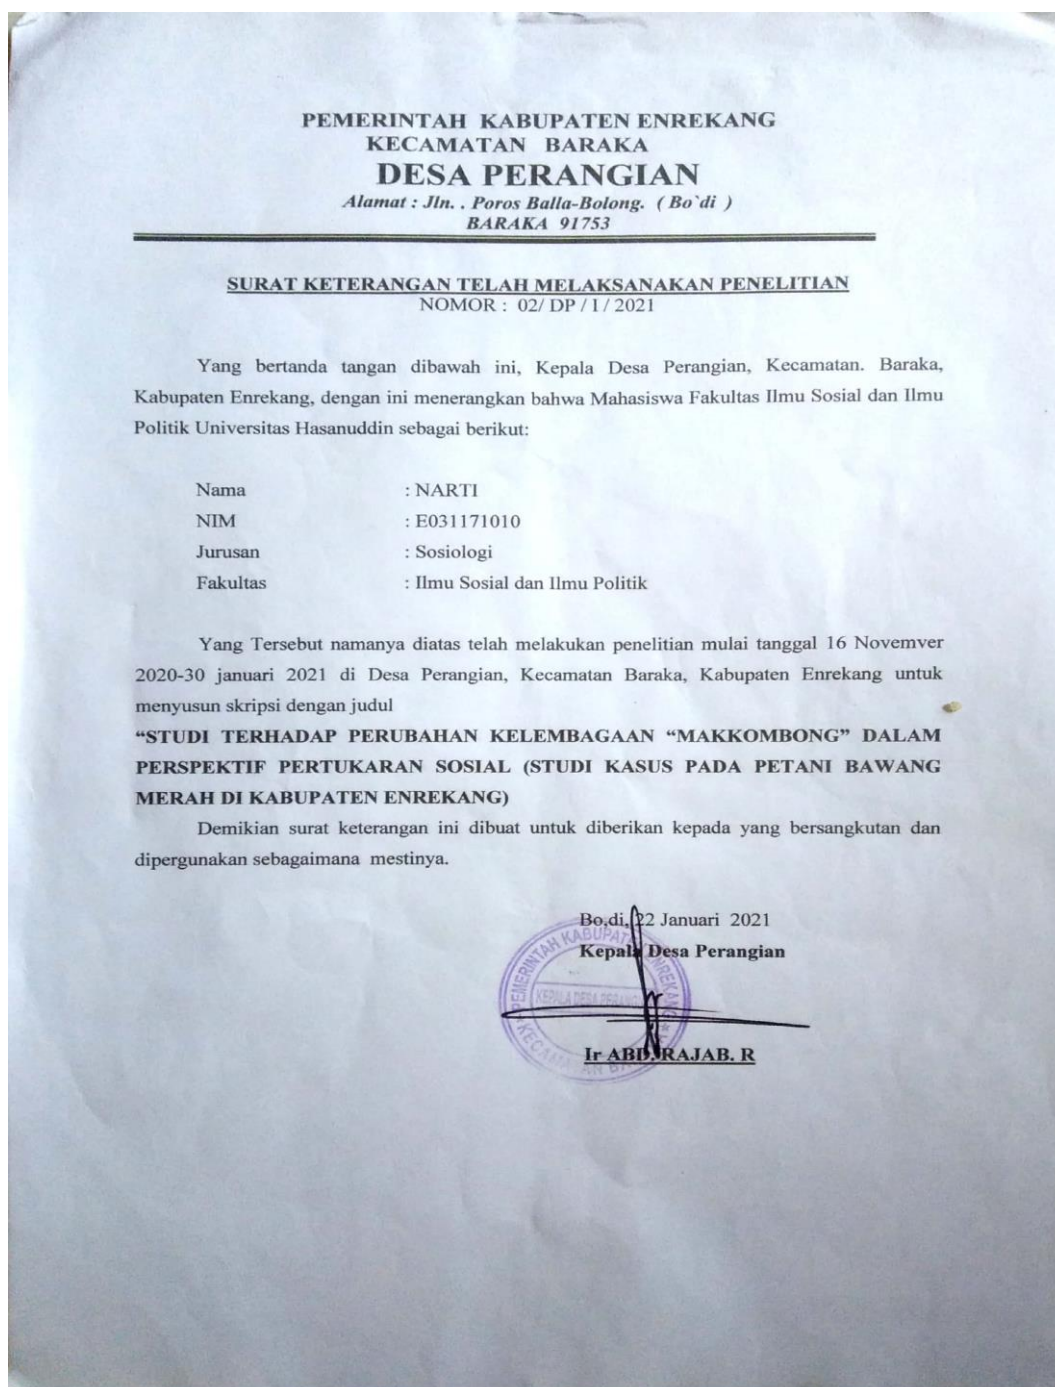 PEMERINTAH KABUPATEN ENREKANG
KECAMATAN BARAKA
DESA PERANGIAN
Alamat : Jln. . Poros Balla-Bolong. ( Bo`di )
BARAKA 91753
SURAT KETERANGAN TELAH MELAKSANAKAN PENELITIAN
NOMOR : 02/ DP / I / 2021
Yang bertanda tangan dibawah ini, Kepala Desa Perangian, Kecamatan. Baraka,
Kabupaten Enrekang, dengan ini menerangkan bahwa Mahasiswa Fakultas Ilmu Sosial dan Ilmu
Politik Universitas Hasanuddin sebagai berikut:
Nama : NARTI
NIM : E031171010
Jurusan : Sosiologi
Fakultas : Ilmu Sosial dan Ilmu Politik
Yang Tersebut namanya diatas telah melakukan penelitian mulai tanggal 16 Novemver
2020-30 januari 2021 di Desa Perangian, Kecamatan Baraka, Kabupaten Enrekang untuk
menyusun skripsi dengan judul
“STUDI TERHADAP PERUBAHAN KELEMBAGAAN “MAKKOMBONG” DALAM
PERSPEKTIF PERTUKARAN SOSIAL (STUDI KASUS PADA PETANI BAWANG
MERAH DI KABUPATEN ENREKANG)
Demikian surat keterangan ini dibuat untuk diberikan kepada yang bersangkutan dan
dipergunakan sebagaimana mestinya.
Bo,di, 22 Januari 2021
Kepala Desa Perangian
PEMERINTAH KABUPATEN ENREKANG
KEPALA DESA
KECAMATAN
Ir ABD. RAJAB. R